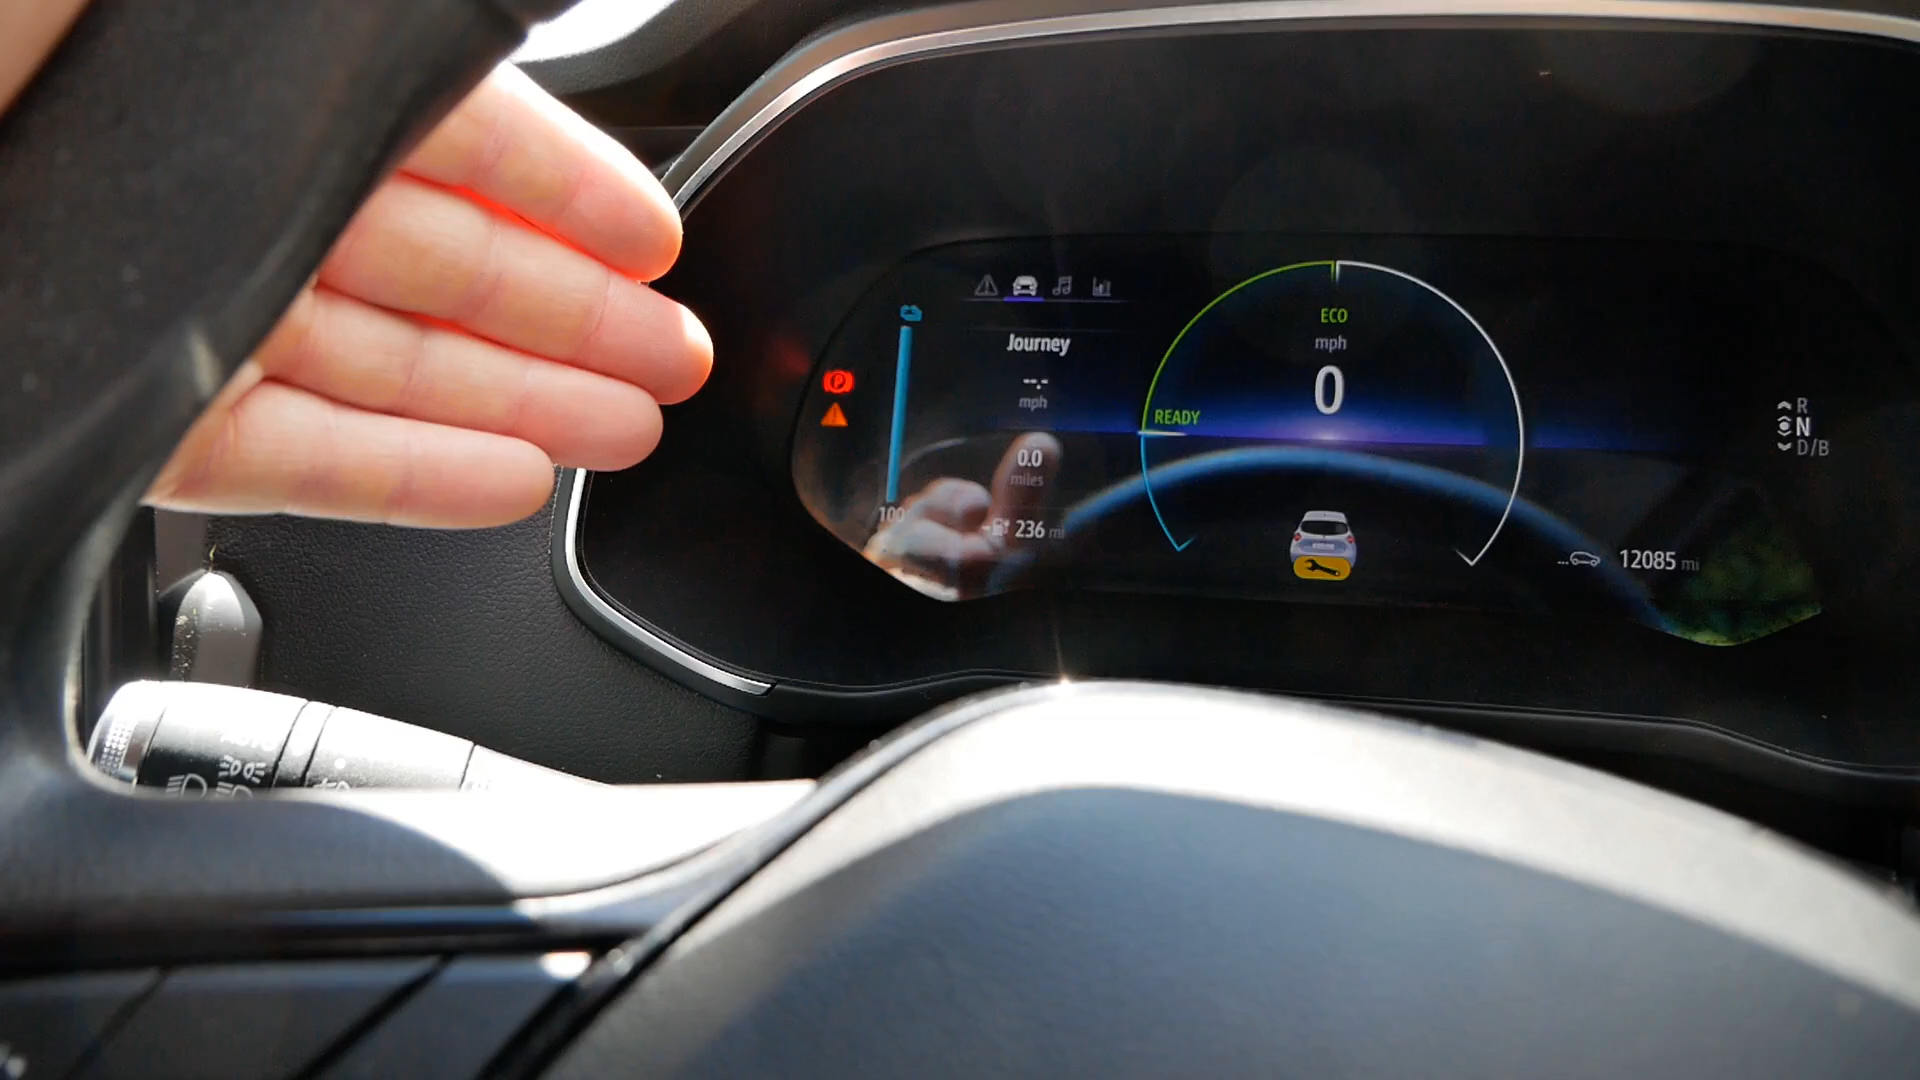 Journey
--.-
mph
0.0
miles
236 mi
100
ECO
mph
0
READY
R
N
D/B
12085 mi